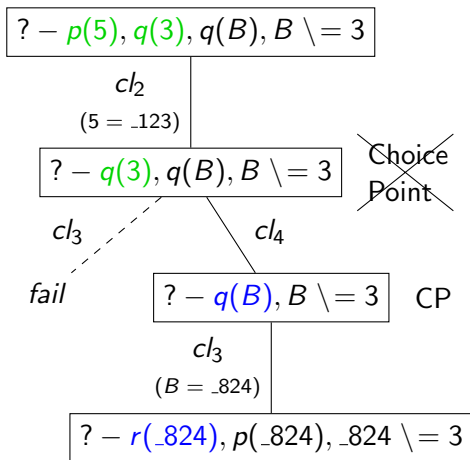 ? − p(5), q(3), q(B), B \= 3
cl₂
(5 = _123)
? − q(3), q(B), B \= 3
Choice
Point
cl₃
cl₄
fail
? − q(B), B \= 3
CP
cl₃
(B = _824)
? − r(_824), p(_824), _824 \= 3